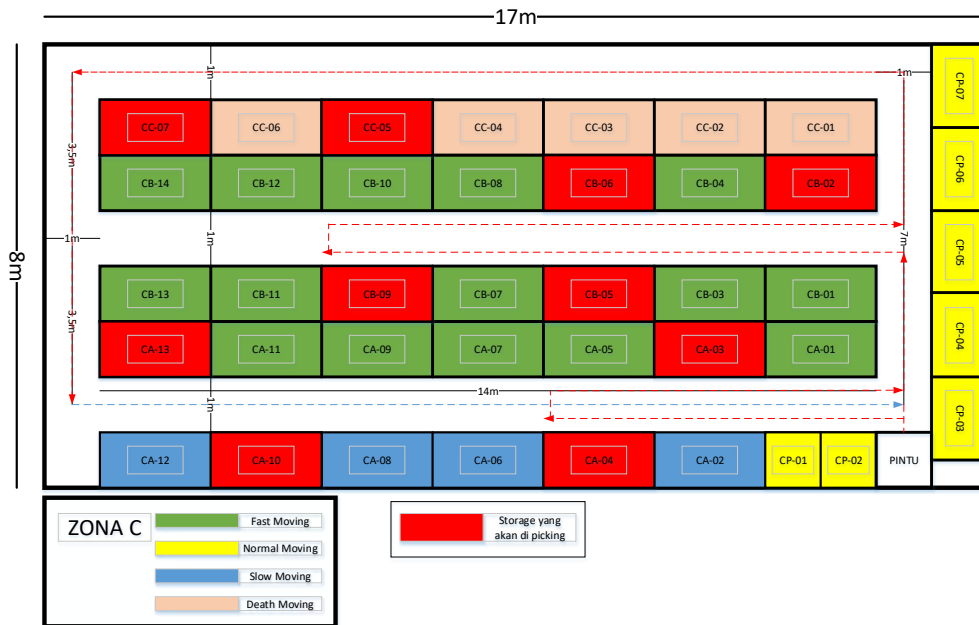 17m
8m
1m
1m
CP-07
CC-07
CC-06
CC-05
CC-04
CC-03
CC-02
CC-01
3,5m
CB-14
CB-12
CB-10
CB-08
CB-06
CB-04
CB-02
CP-06
1m
1m
7m
CP-05
CB-13
CB-11
CB-09
CB-07
CB-05
CB-03
CB-01
3,5m
CA-13
CA-11
CA-09
CA-07
CA-05
CA-03
CA-01
CP-04
14m
1m
CP-03
CA-12
CA-10
CA-08
CA-06
CA-04
CA-02
CP-01
CP-02
PINTU
ZONA C
Fast Moving
Normal Moving
Slow Moving
Death Moving
Storage yang
akan di picking